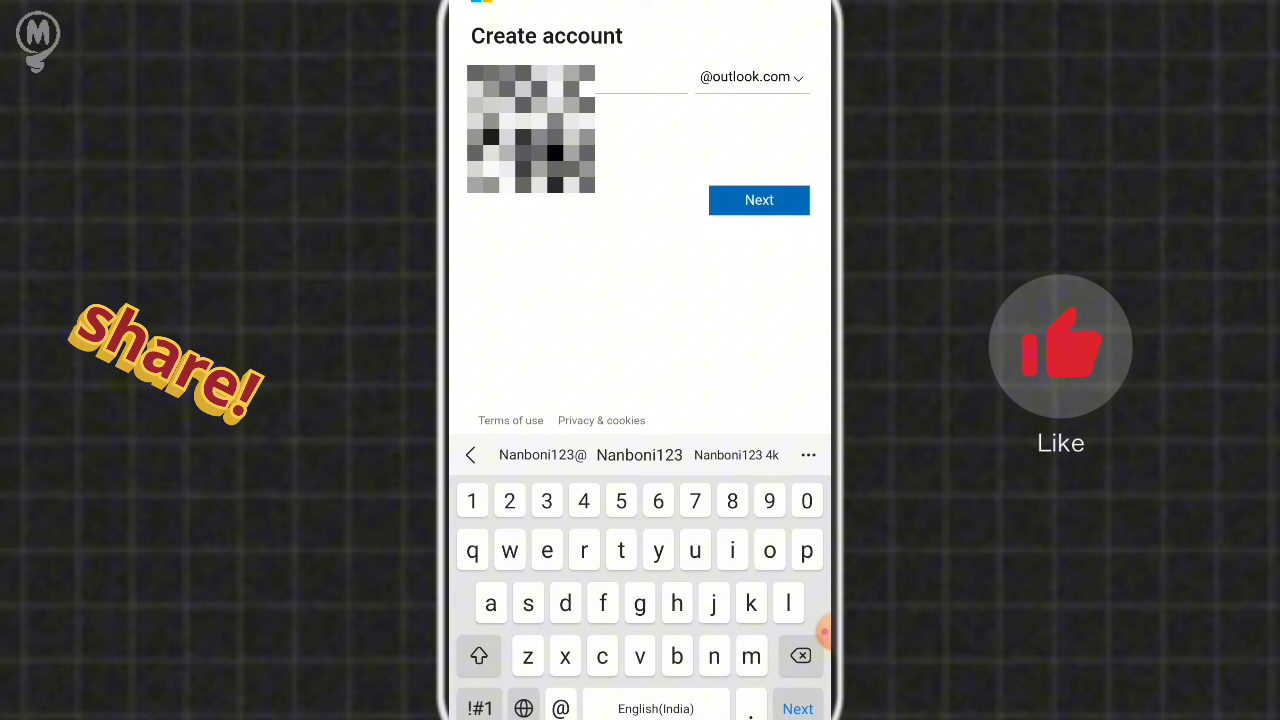 M
Create account
@outlook.com
Next
share!
Like
Terms of use Privacy & cookies
Nanboni123@ Nanboni123 Nanboni123 4k
1 2 3 4 5 6 7 8 9 0
q w e r t y u i o p
a s d f g h j k l
z x c v b n m
!#1 @ English(India) . Next